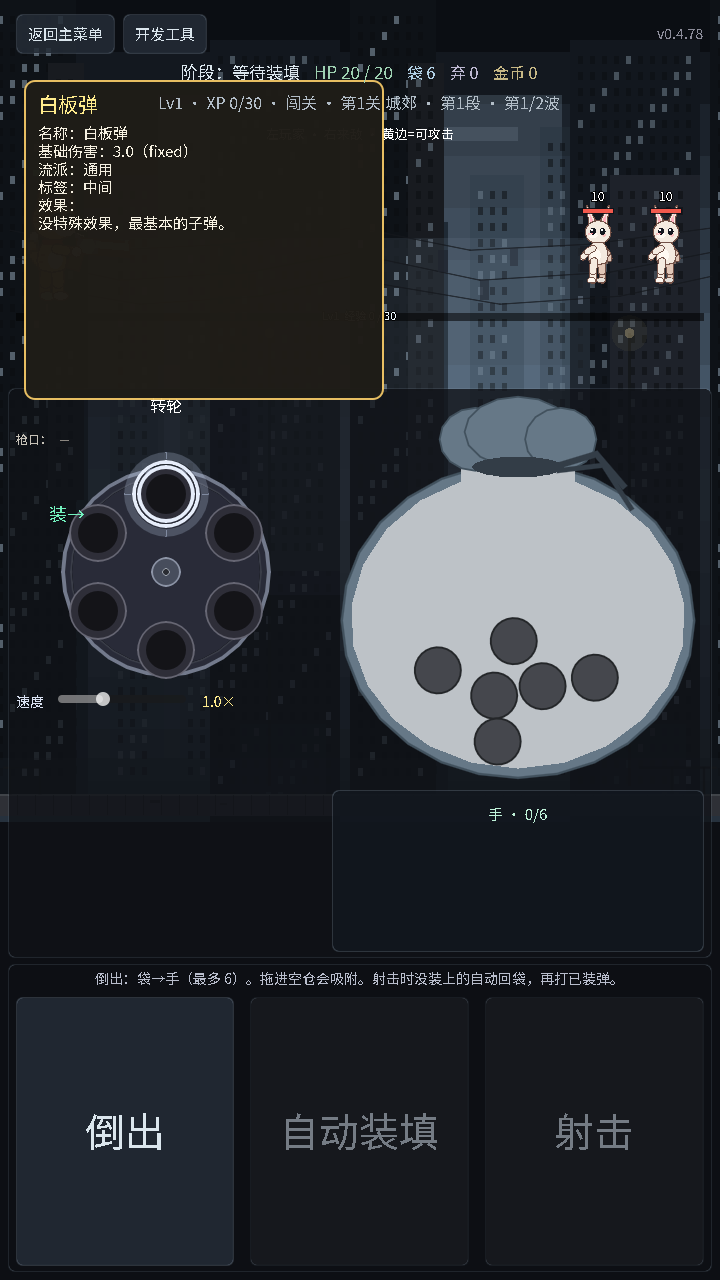 返回主菜单
开发工具
v0.4.78
阶段：等待装填 HP 20 / 20 袋 6 弃 0 金币 0
白板弹
Lv1 · XP 0/30 · 闯关 · 第1关 城郊 · 第1段 · 第1/2波
名称：白板弹
黄边=可攻击
基础伤害：3.0（fixed）
流派：通用
标签：中间
效果：
没特殊效果，最基本的子弹。
10
10
30
转轮
枪口： —
装→
速度
1.0×
手 · 0/6
倒出：袋→手（最多 6）。拖进空仓会吸附。射击时没装上的自动回袋，再打已装弹。
倒出
自动装填
射击